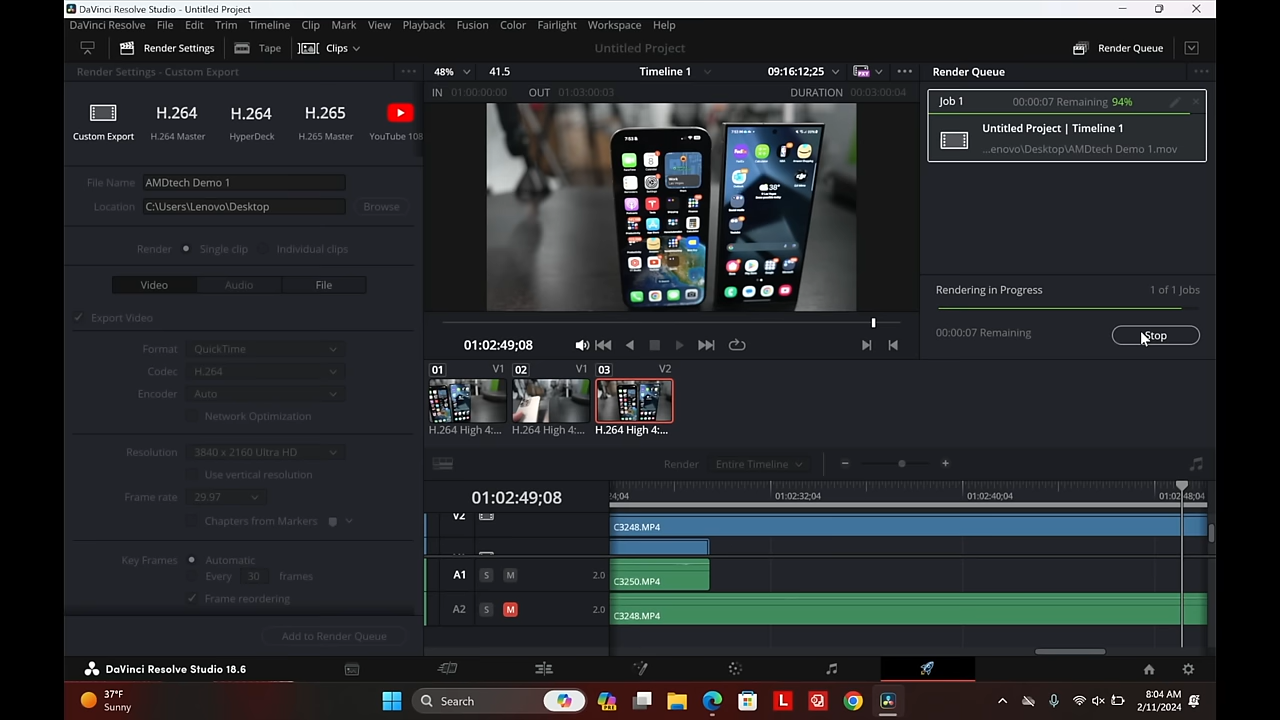 DaVinci Resolve Studio - Untitled Project
DaVinci Resolve File Edit Trim Timeline Clip Mark View Playback Fusion Color Fairlight Workspace Help
Render Settings Tape Clips Untitled Project Render Queue
Render Settings - Custom Export
48% 41.5 Timeline 1 09:16:12;25
Render Queue
IN 01:00:00:00 OUT 01:03:00:03 DURATION 00:03:00:04
H.264 H.264 H.265
Custom Export H.264 Master HyperDeck H.265 Master YouTube 108
File Name AMDtech Demo 1
Location C:\Users\Lenovo\Desktop Browse
Render Single clip Individual clips
Video Audio File
Export Video
Format QuickTime
Codec H.264
Encoder Auto
Network Optimization
Resolution 3840 x 2160 Ultra HD
Use vertical resolution
Frame rate 29.97
Chapters from Markers
Key Frames Automatic
Every 30 frames
Frame reordering
Add to Render Queue
01:02:49;08
01 V1 02 V1 03 V2
H.264 High 4:... H.264 High 4:... H.264 High 4:...
Render Entire Timeline
01:02:49;08
24;04 01:02:32;04 01:02:40;04 01:02:48;04
V2 C3248.MP4
A1 S M 2.0 C3250.MP4
A2 S M 2.0 C3248.MP4
Job 1 00:00:07 Remaining 94%
Untitled Project | Timeline 1
...enovo\Desktop\AMDtech Demo 1.mov
Rendering in Progress 1 of 1 Jobs
00:00:07 Remaining Stop
DaVinci Resolve Studio 18.6
37°F
Sunny
Search
8:04 AM
2/11/2024